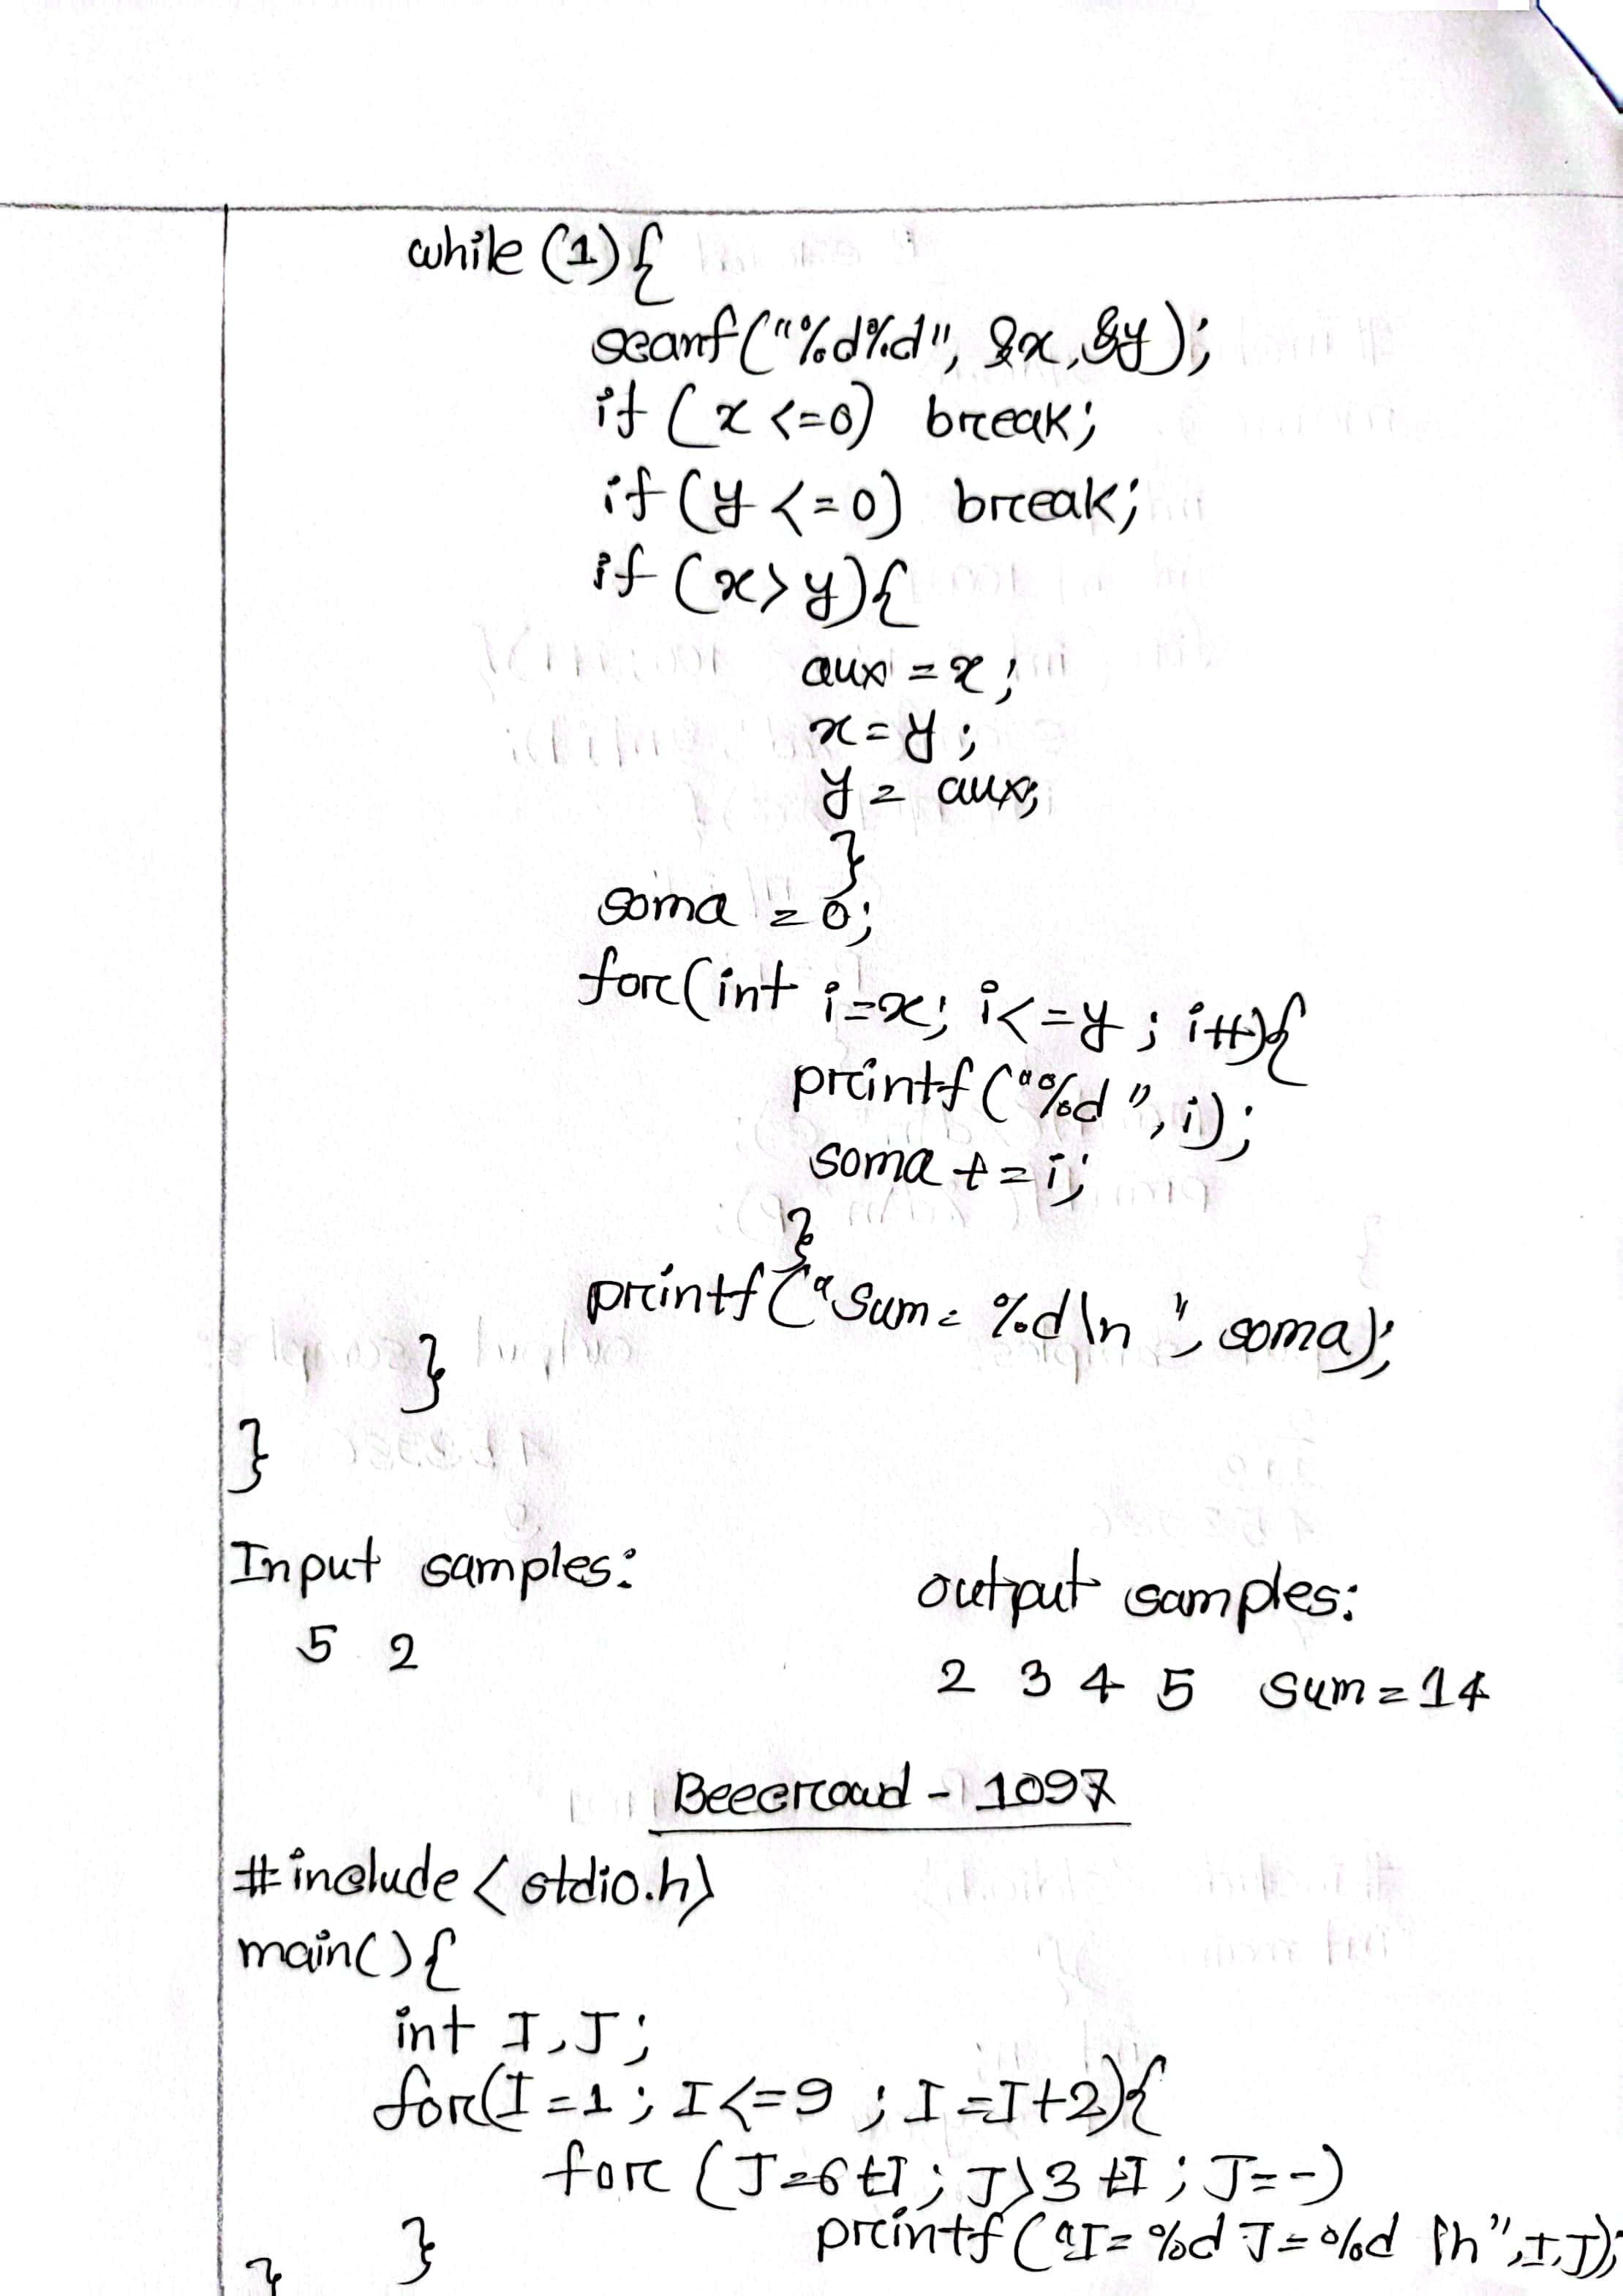 while (1){
scanf("%d%d", &x, &y);
if (x <=0) break;
if (y <=0) break;
if (x>y){
aux = x;
x=y;
y = aux;
}
soma = 0;
for(int i=x; i<=y; i++){
printf("%d ", i);
soma += i;
}
printf("Sum= %d\n", soma);
}
}
Input samples: output samples:
5 2
2 3 4 5 Sum=14
Beecrowd - 1097
#include <stdio.h>
main(){
int I, J;
for(I=1; I<=9; I=I+2){
for (J=6+I; J>3+I; J=-)
} printf("I=%d J=%d \n", I, J);
}